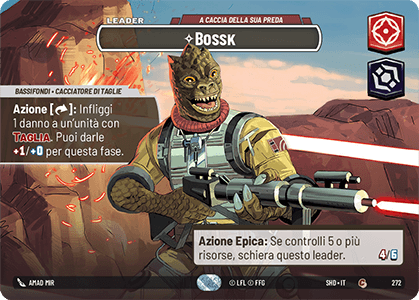 LEADER
A CACCIA DELLA SUA PREDA
✧BOSSK
BASSIFONDI • CACCIATORE DI TAGLIE
Azione [↷]: Infliggi
1 danno a un'unità con
TAGLIA. Puoi darle
+1/+0 per questa fase.
Azione Epica: Se controlli 5 o più
risorse, schiera questo leader.
4/6
AMAD MIR
© LFL © FFG
SHD • IT
C
272